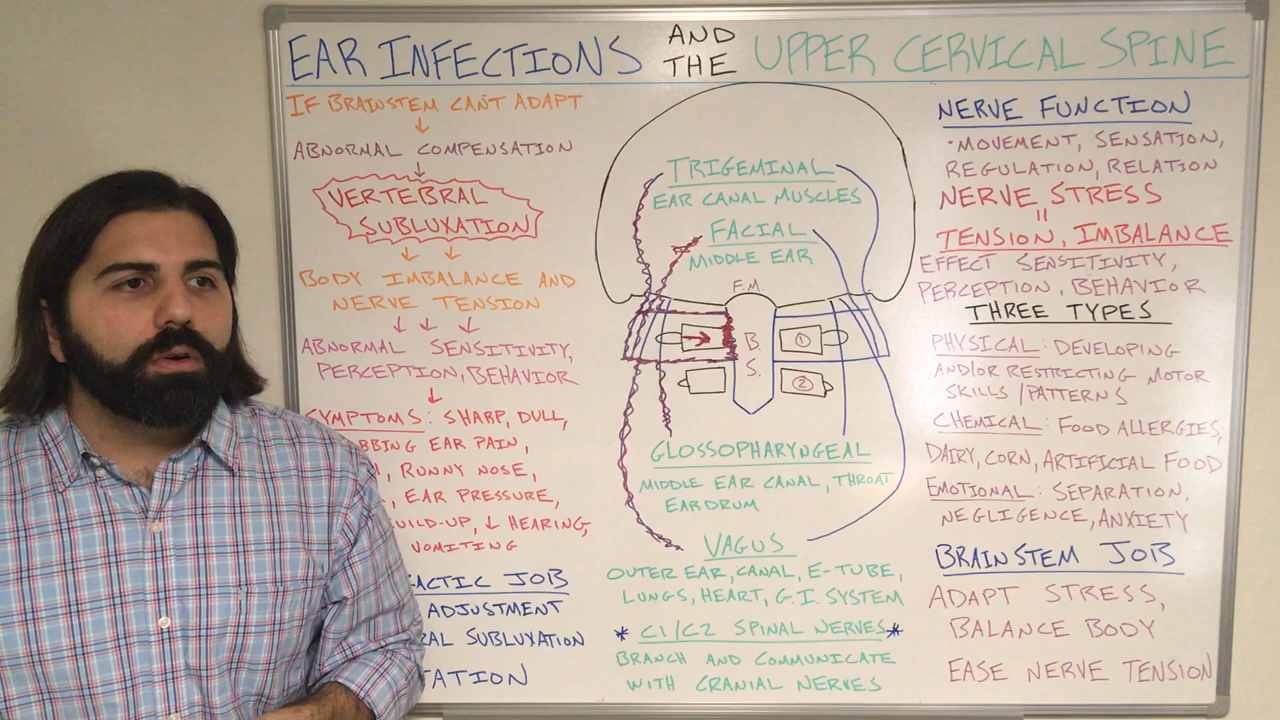 EAR INFECTIONS AND THE UPPER CERVICAL SPINE
IF BRAINSTEM CAN'T ADAPT
ABNORMAL COMPENSATION
VERTEBRAL
SUBLUXATION
BODY IMBALANCE AND
NERVE TENSION
ABNORMAL SENSITIVITY,
PERCEPTION, BEHAVIOR
SYMPTOMS: SHARP, DULL,
BBING EAR PAIN,
RUNNY NOSE,
EAR PRESSURE,
UILD-UP, ↓ HEARING,
VOMITING
ACTIC JOB
ADJUSTMENT
RAL SUBLUXATION
TATION
TRIGEMINAL
EAR CANAL MUSCLES
FACIAL
MIDDLE EAR
F.M.
B.
S.
1
2
GLOSSOPHARYNGEAL
MIDDLE EAR CANAL, THROAT
EARDRUM
VAGUS
OUTER EAR, CANAL, E-TUBE,
LUNGS, HEART, G.I. SYSTEM
* C1/C2 SPINAL NERVES *
BRANCH AND COMMUNICATE
WITH CRANIAL NERVES
NERVE FUNCTION
·MOVEMENT, SENSATION,
REGULATION, RELATION
NERVE STRESS
=
TENSION, IMBALANCE
EFFECT SENSITIVITY,
PERCEPTION, BEHAVIOR
THREE TYPES
PHYSICAL: DEVELOPING
AND/OR RESTRICTING MOTOR
SKILLS/PATTERNS
CHEMICAL: FOOD ALLERGIES,
DAIRY, CORN, ARTIFICIAL FOOD
EMOTIONAL: SEPARATION,
NEGLIGENCE, ANXIETY
BRAINSTEM JOB
ADAPT STRESS,
BALANCE BODY
EASE NERVE TENSION